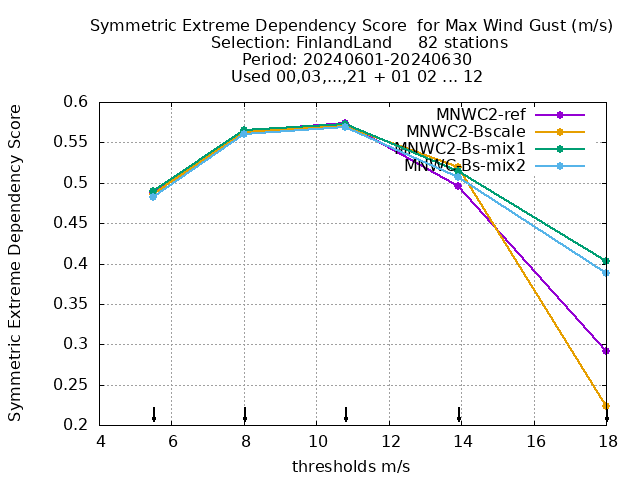 Symmetric Extreme Dependency Score  for Max Wind Gust (m/s)
Selection: FinlandLand     82 stations
Period: 20240601-20240630
Used 00,03,...,21 + 01 02 ... 12
Symmetric Extreme Dependency Score
0.6
0.55
0.5
0.45
0.4
0.35
0.3
0.25
0.2
MNWC2-ref
MNWC2-Bscale
MNWC2-Bs-mix1
MNWC-Bs-mix2
4 6 8 10 12 14 16 18
thresholds m/s